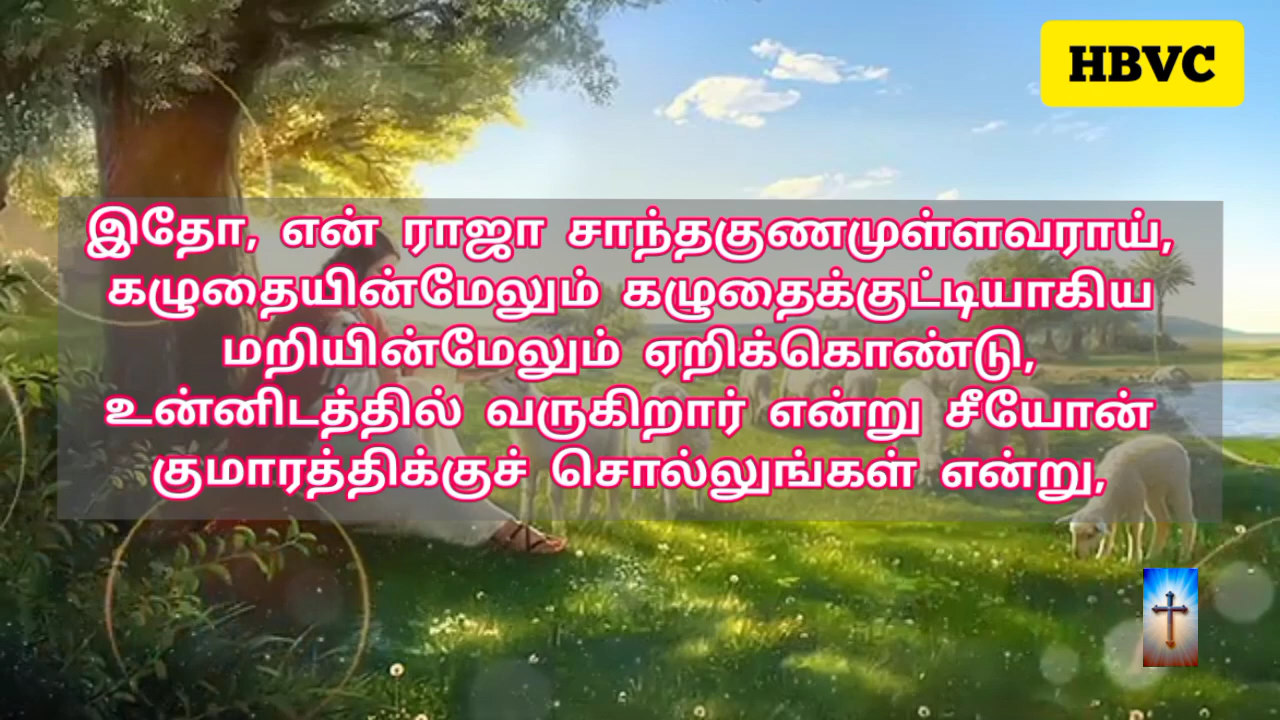 HBVC
இதோ, என் ராஜா சாந்தகுணமுள்ளவராய்,
கழுதையின்மேலும் கழுதைக்குட்டியாகிய
மறியின்மேலும் ஏறிக்கொண்டு,
உன்னிடத்தில் வருகிறார் என்று சீயோன்
குமாரத்திக்குச் சொல்லுங்கள் என்று,